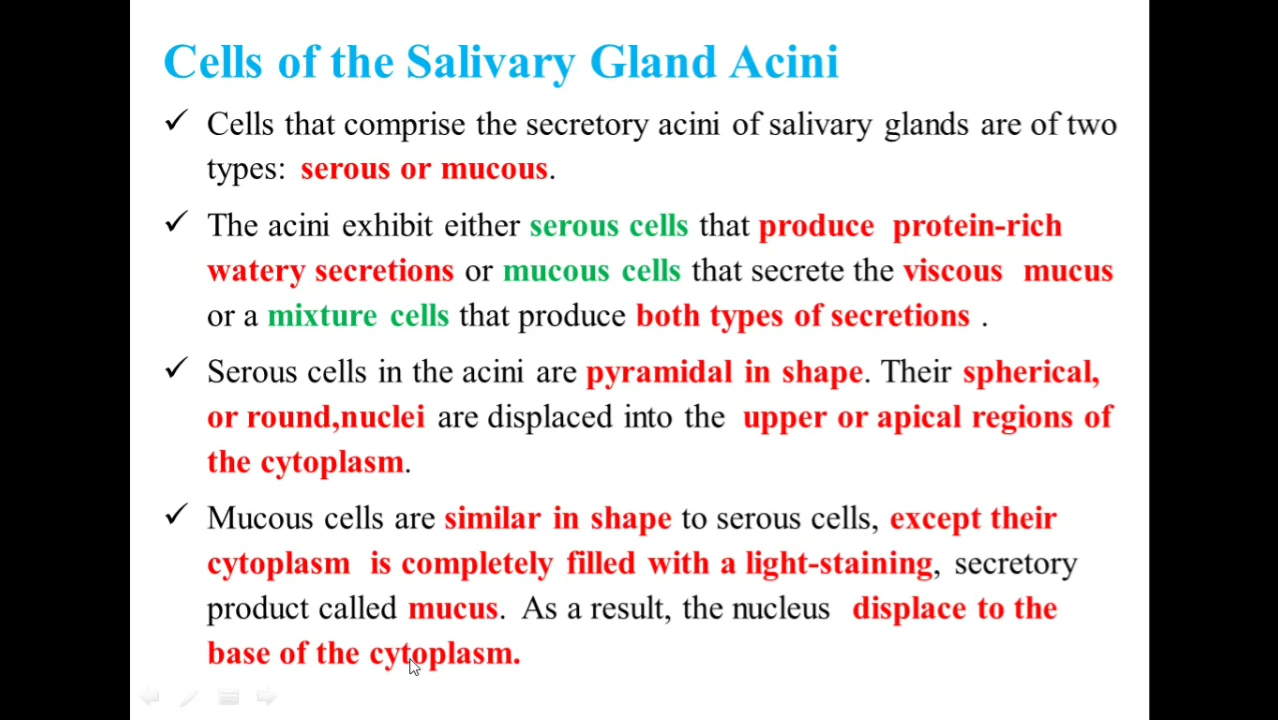 Cells of the Salivary Gland Acini
✓ Cells that comprise the secretory acini of salivary glands are of two
types: serous or mucous.
✓ The acini exhibit either serous cells that produce protein-rich
watery secretions or mucous cells that secrete the viscous mucus
or a mixture cells that produce both types of secretions .
✓ Serous cells in the acini are pyramidal in shape. Their spherical,
or round,nuclei are displaced into the upper or apical regions of
the cytoplasm.
✓ Mucous cells are similar in shape to serous cells, except their
cytoplasm is completely filled with a light-staining, secretory
product called mucus. As a result, the nucleus displace to the
base of the cytoplasm.